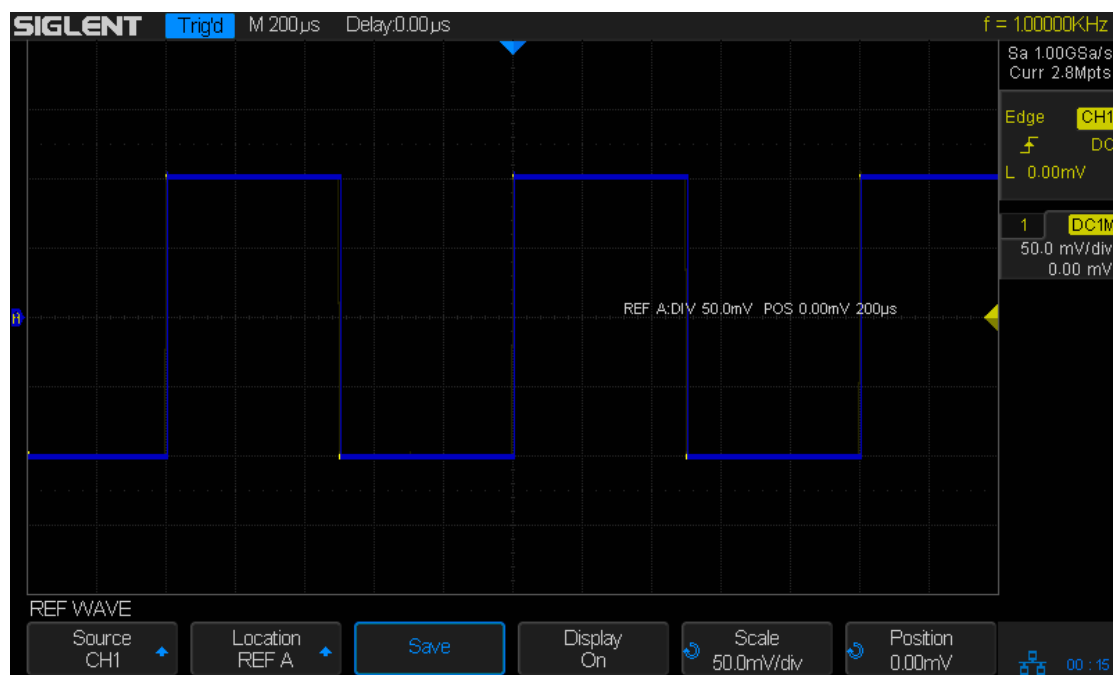 SIGLENT Trig'd M 200µs Delay:0.00µs f = 1.00000KHz
Sa 1.00GSa/s
Curr 2.8Mpts
Edge CH1
DC
L 0.00mV
1 DC1M
50.0 mV/div
0.00 mV
REF A:DIV 50.0mV POS 0.00mV 200µs
A
REF WAVE
Source
CH1
Location
REF A
Save
Display
On
Scale
50.0mV/div
Position
0.00mV
00:15